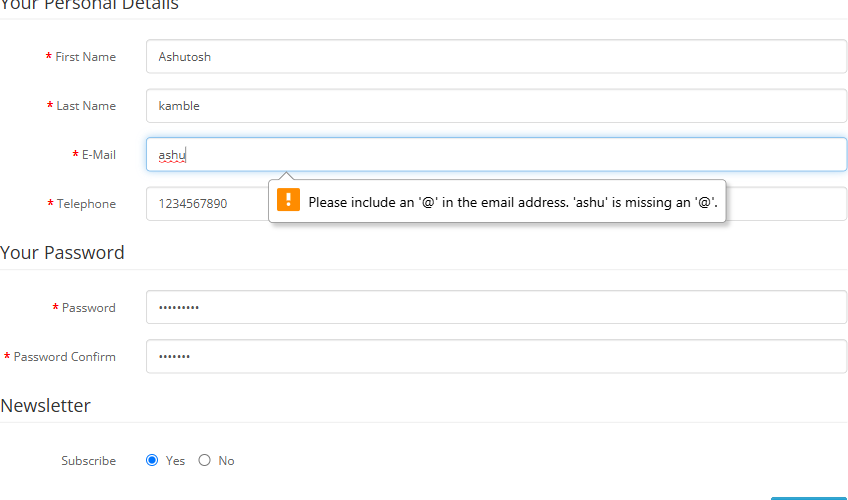 Your Personal Details
* First Name Ashutosh
* Last Name kamble
* E-Mail ashu
Please include an '@' in the email address. 'ashu' is missing an '@'.
* Telephone 1234567890
Your Password
* Password •••••••••
* Password Confirm •••••••
Newsletter
Subscribe Yes No